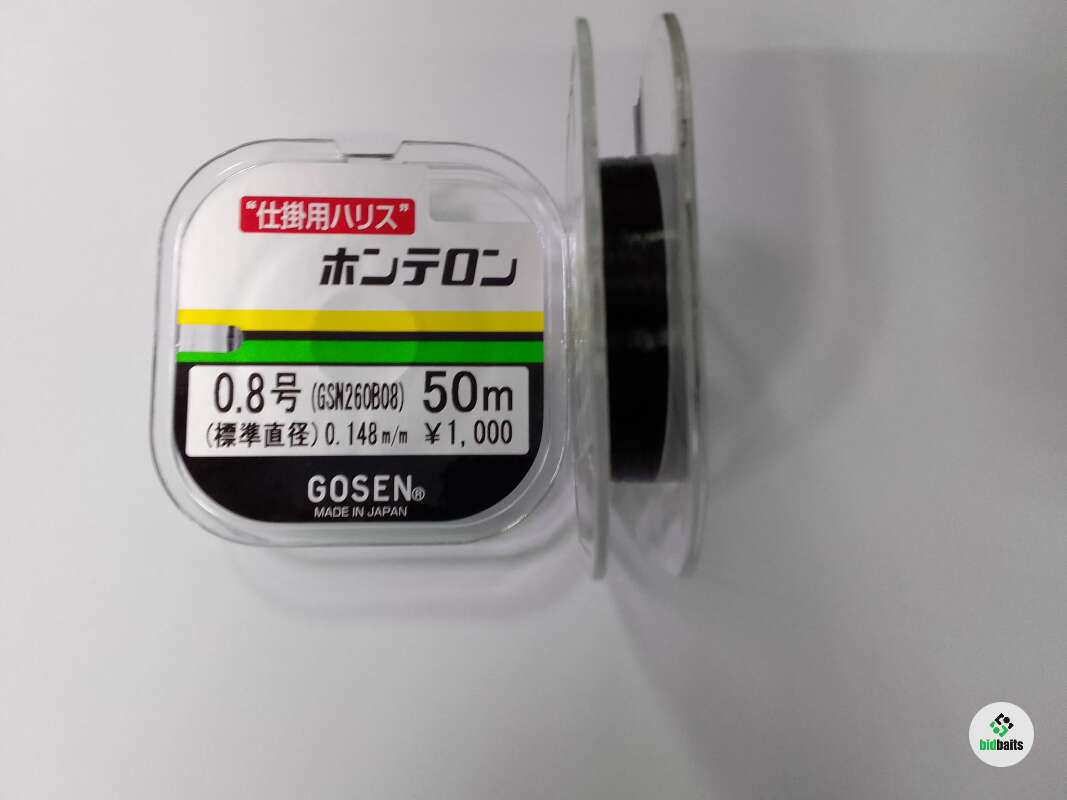 “仕掛用ハリス”
ホンテロン
0.8号(GSN260B08) 50m
(標準直径)0.148m/m ¥1,000
GOSEN®
MADE IN JAPAN
bidbaits